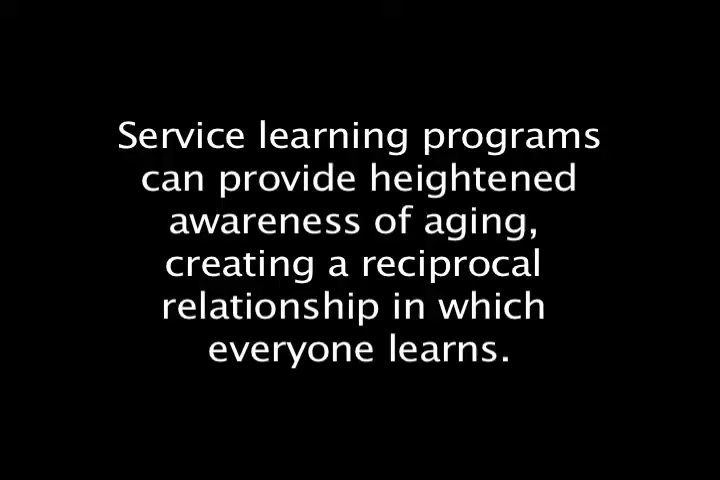 Service learning programs
can provide heightened
awareness of aging,
creating a reciprocal
relationship in which
everyone learns.